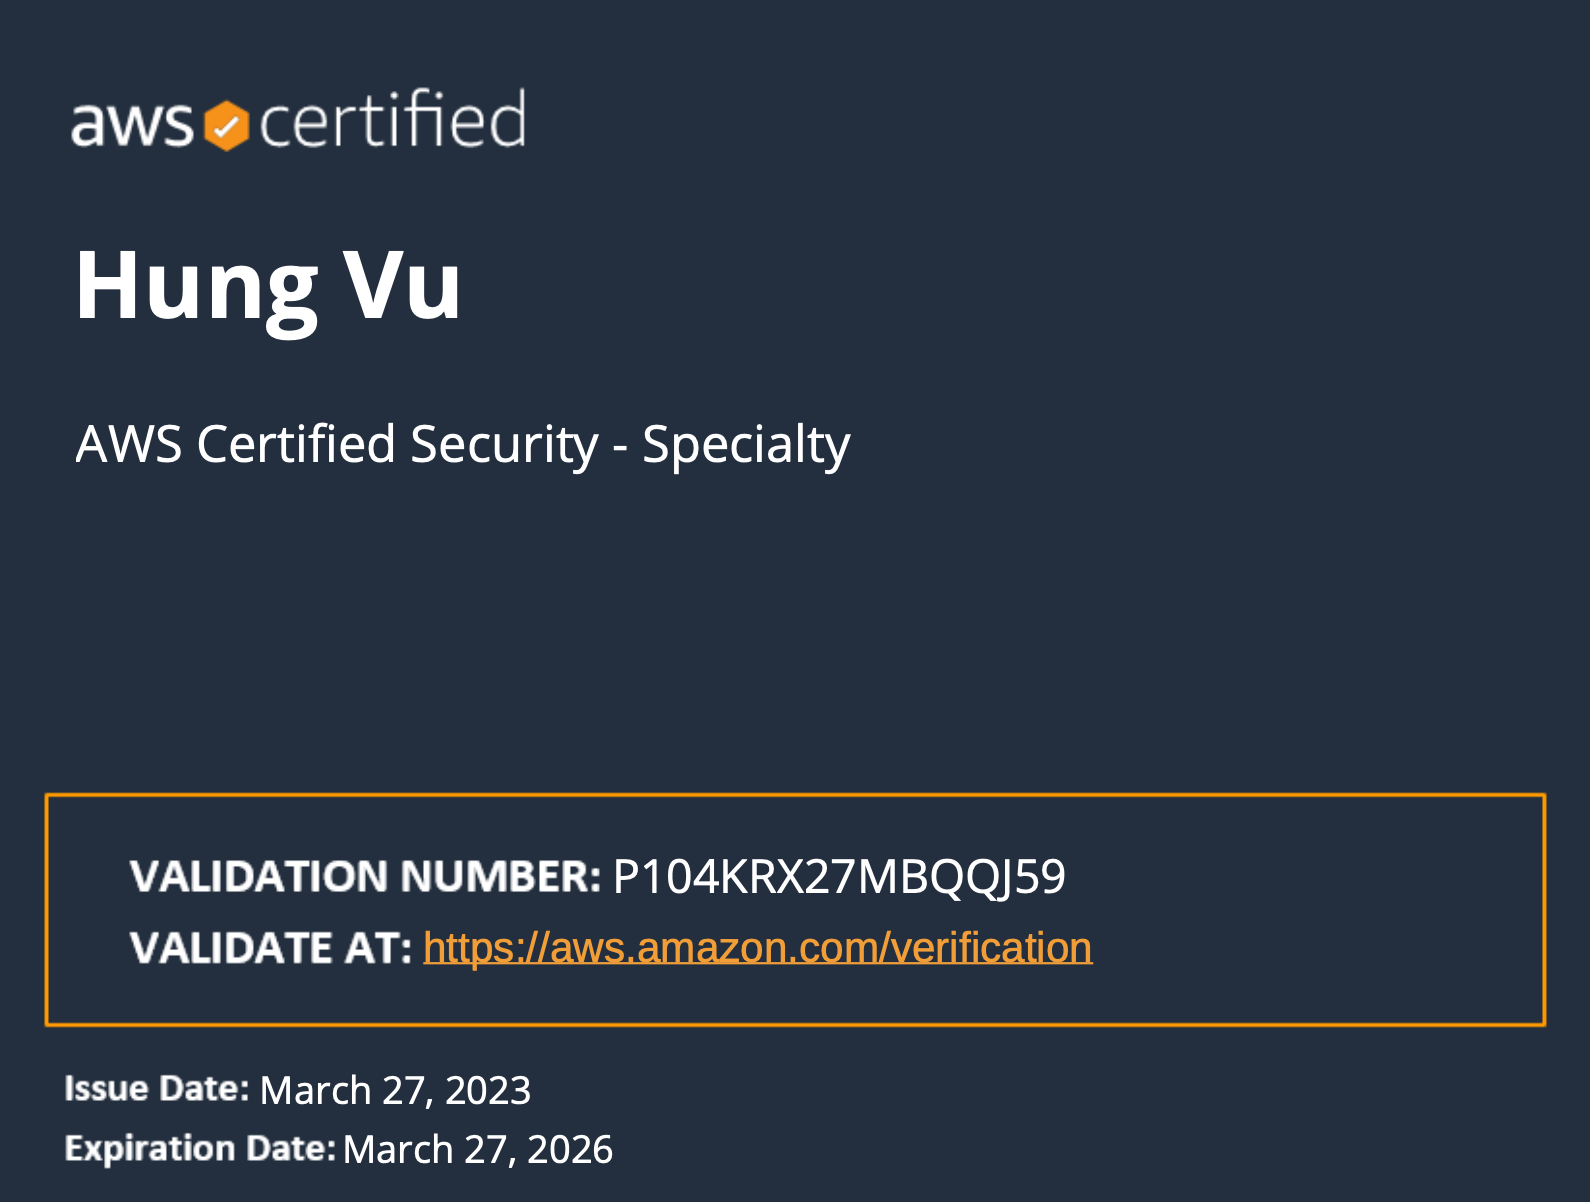 aws certified
Hung Vu
AWS Certified Security - Specialty
VALIDATION NUMBER: P104KRX27MBQQJ59
VALIDATE AT: https://aws.amazon.com/verification
Issue Date: March 27, 2023
Expiration Date: March 27, 2026